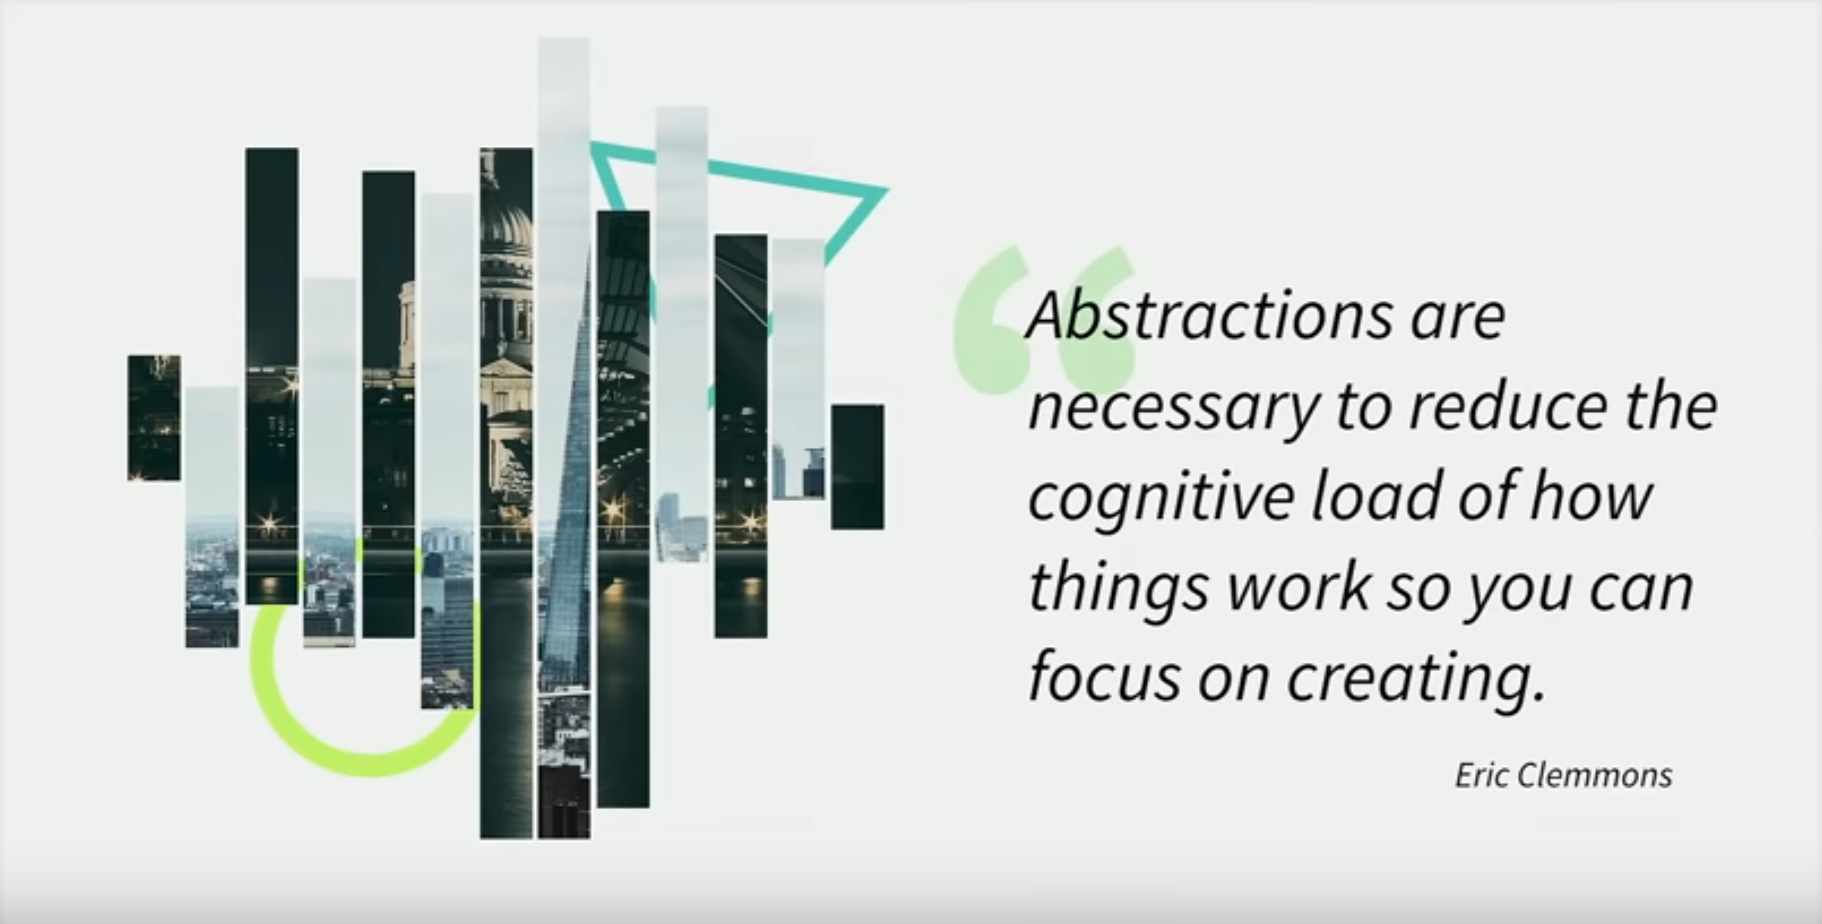 Abstractions are
necessary to reduce the
cognitive load of how
things work so you can
focus on creating.
Eric Clemmons